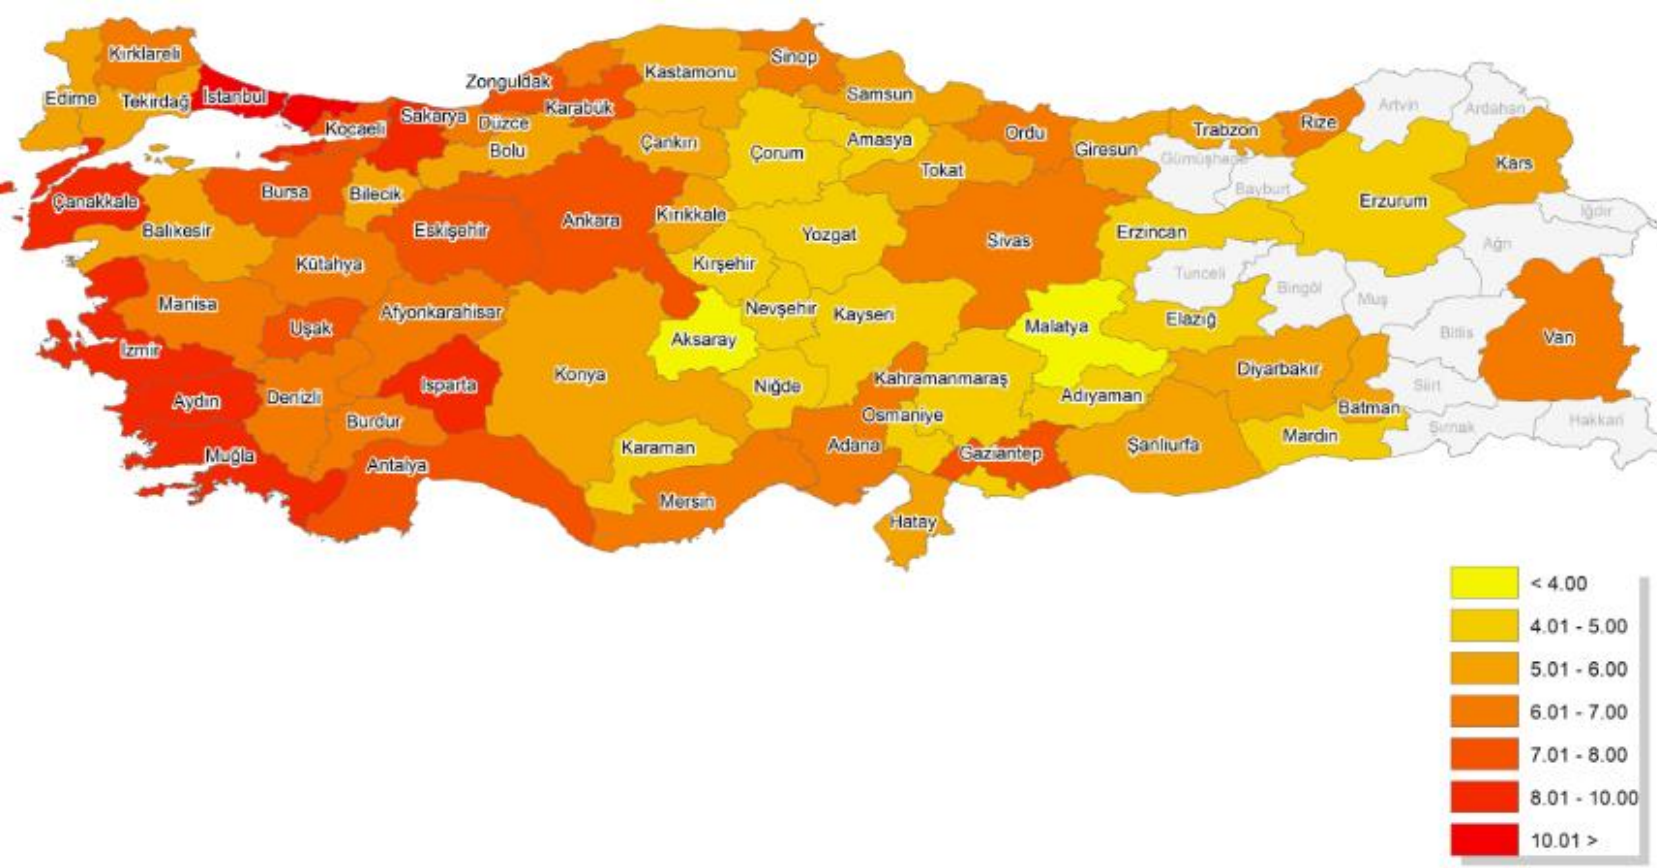 Kırklareli
Edirne
Tekirdağ
İstanbul
Kocaeli
Sakarya
Zonguldak
Düzce
Bolu
Karabük
Kastamonu
Sinop
Çankırı
Samsun
Çorum
Amasya
Tokat
Ordu
Giresun
Trabzon
Rize
Artvin
Ardahan
Gümüşhane
Bayburt
Kars
Erzurum
Iğdır
Ağrı
Çanakkale
Balıkesir
Bursa
Bilecik
Eskişehir
Ankara
Kırıkkale
Yozgat
Sivas
Erzincan
Tunceli
Bingöl
Muş
Bitlis
Van
Kütahya
Kırşehir
Manisa
Uşak
Afyonkarahisar
Nevşehir
Kayseri
Malatya
Elazığ
İzmir
Aksaray
Aydın
Denizli
Isparta
Konya
Niğde
Kahramanmaraş
Adıyaman
Diyarbakır
Batman
Siirt
Şırnak
Hakkari
Burdur
Osmaniye
Muğla
Antalya
Karaman
Adana
Gaziantep
Şanlıurfa
Mardin
Mersin
Hatay
< 4.00
4.01 - 5.00
5.01 - 6.00
6.01 - 7.00
7.01 - 8.00
8.01 - 10.00
10.01 >